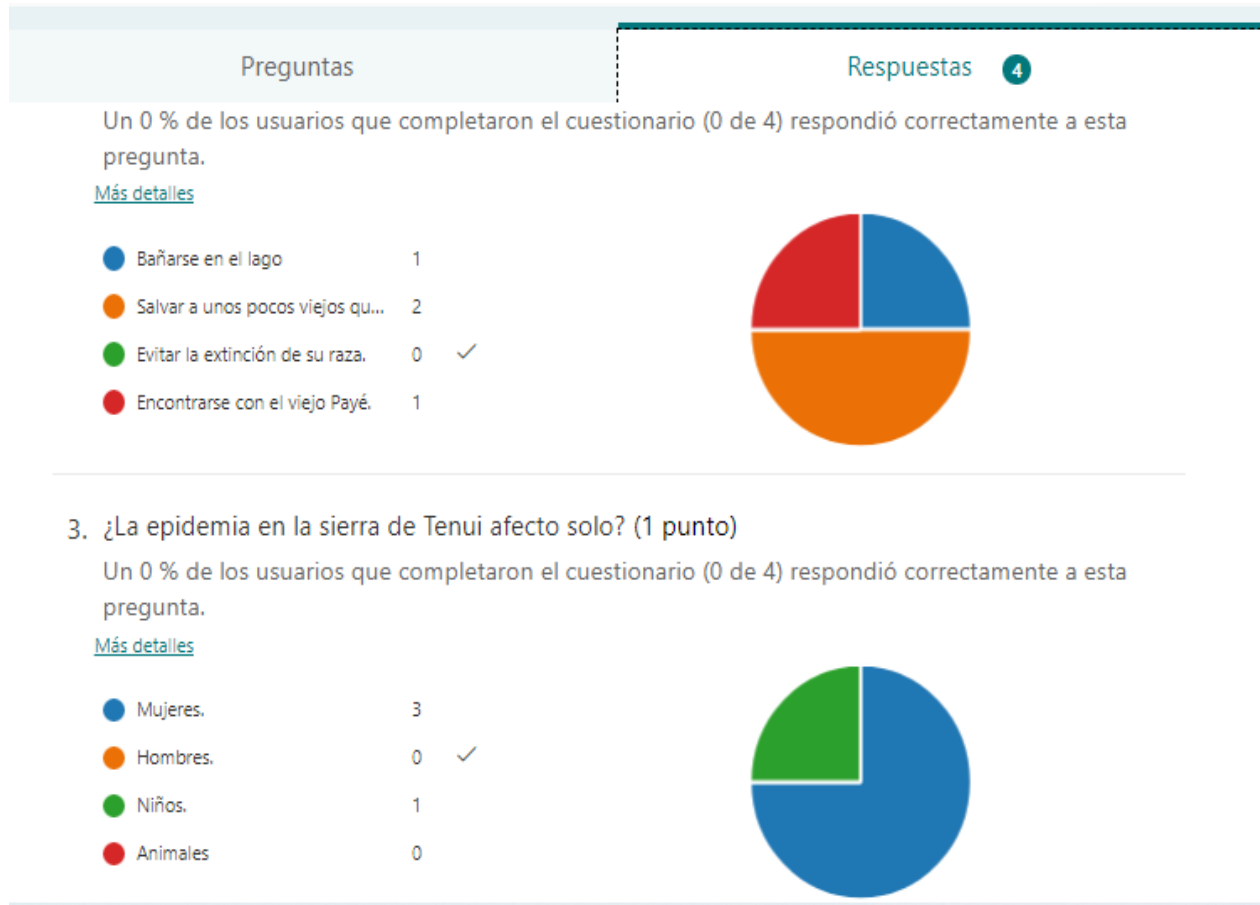 Preguntas
Respuestas 4
Un 0 % de los usuarios que completaron el cuestionario (0 de 4) respondió correctamente a esta
pregunta.
Más detalles
Bañarse en el lago 1
Salvar a unos pocos viejos qu... 2
Evitar la extinción de su raza. 0 ✓
Encontrarse con el viejo Payé. 1
3. ¿La epidemia en la sierra de Tenui afecto solo? (1 punto)
Un 0 % de los usuarios que completaron el cuestionario (0 de 4) respondió correctamente a esta
pregunta.
Más detalles
Mujeres. 3
Hombres. 0 ✓
Niños. 1
Animales 0